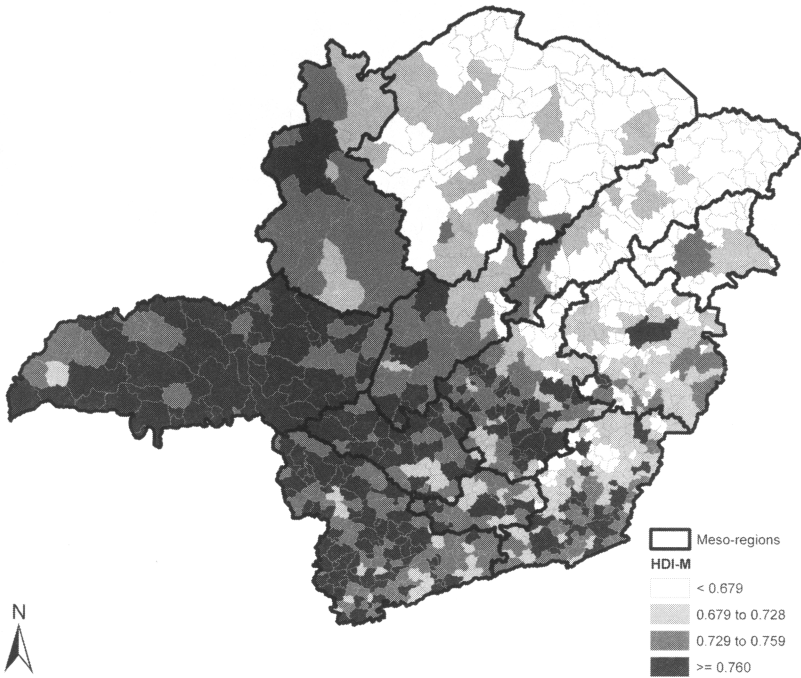 Meso-regions
HDI-M
< 0.679
0.679 to 0.728
0.729 to 0.759
>= 0.760
N